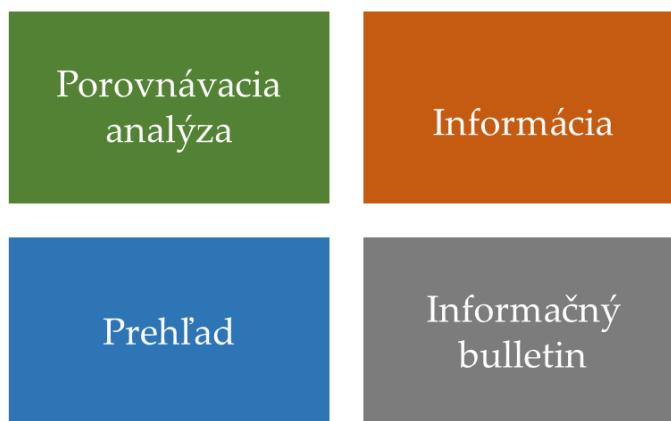 Porovnávacia
analýza
Informácia
Prehľad
Informačný
bulletin